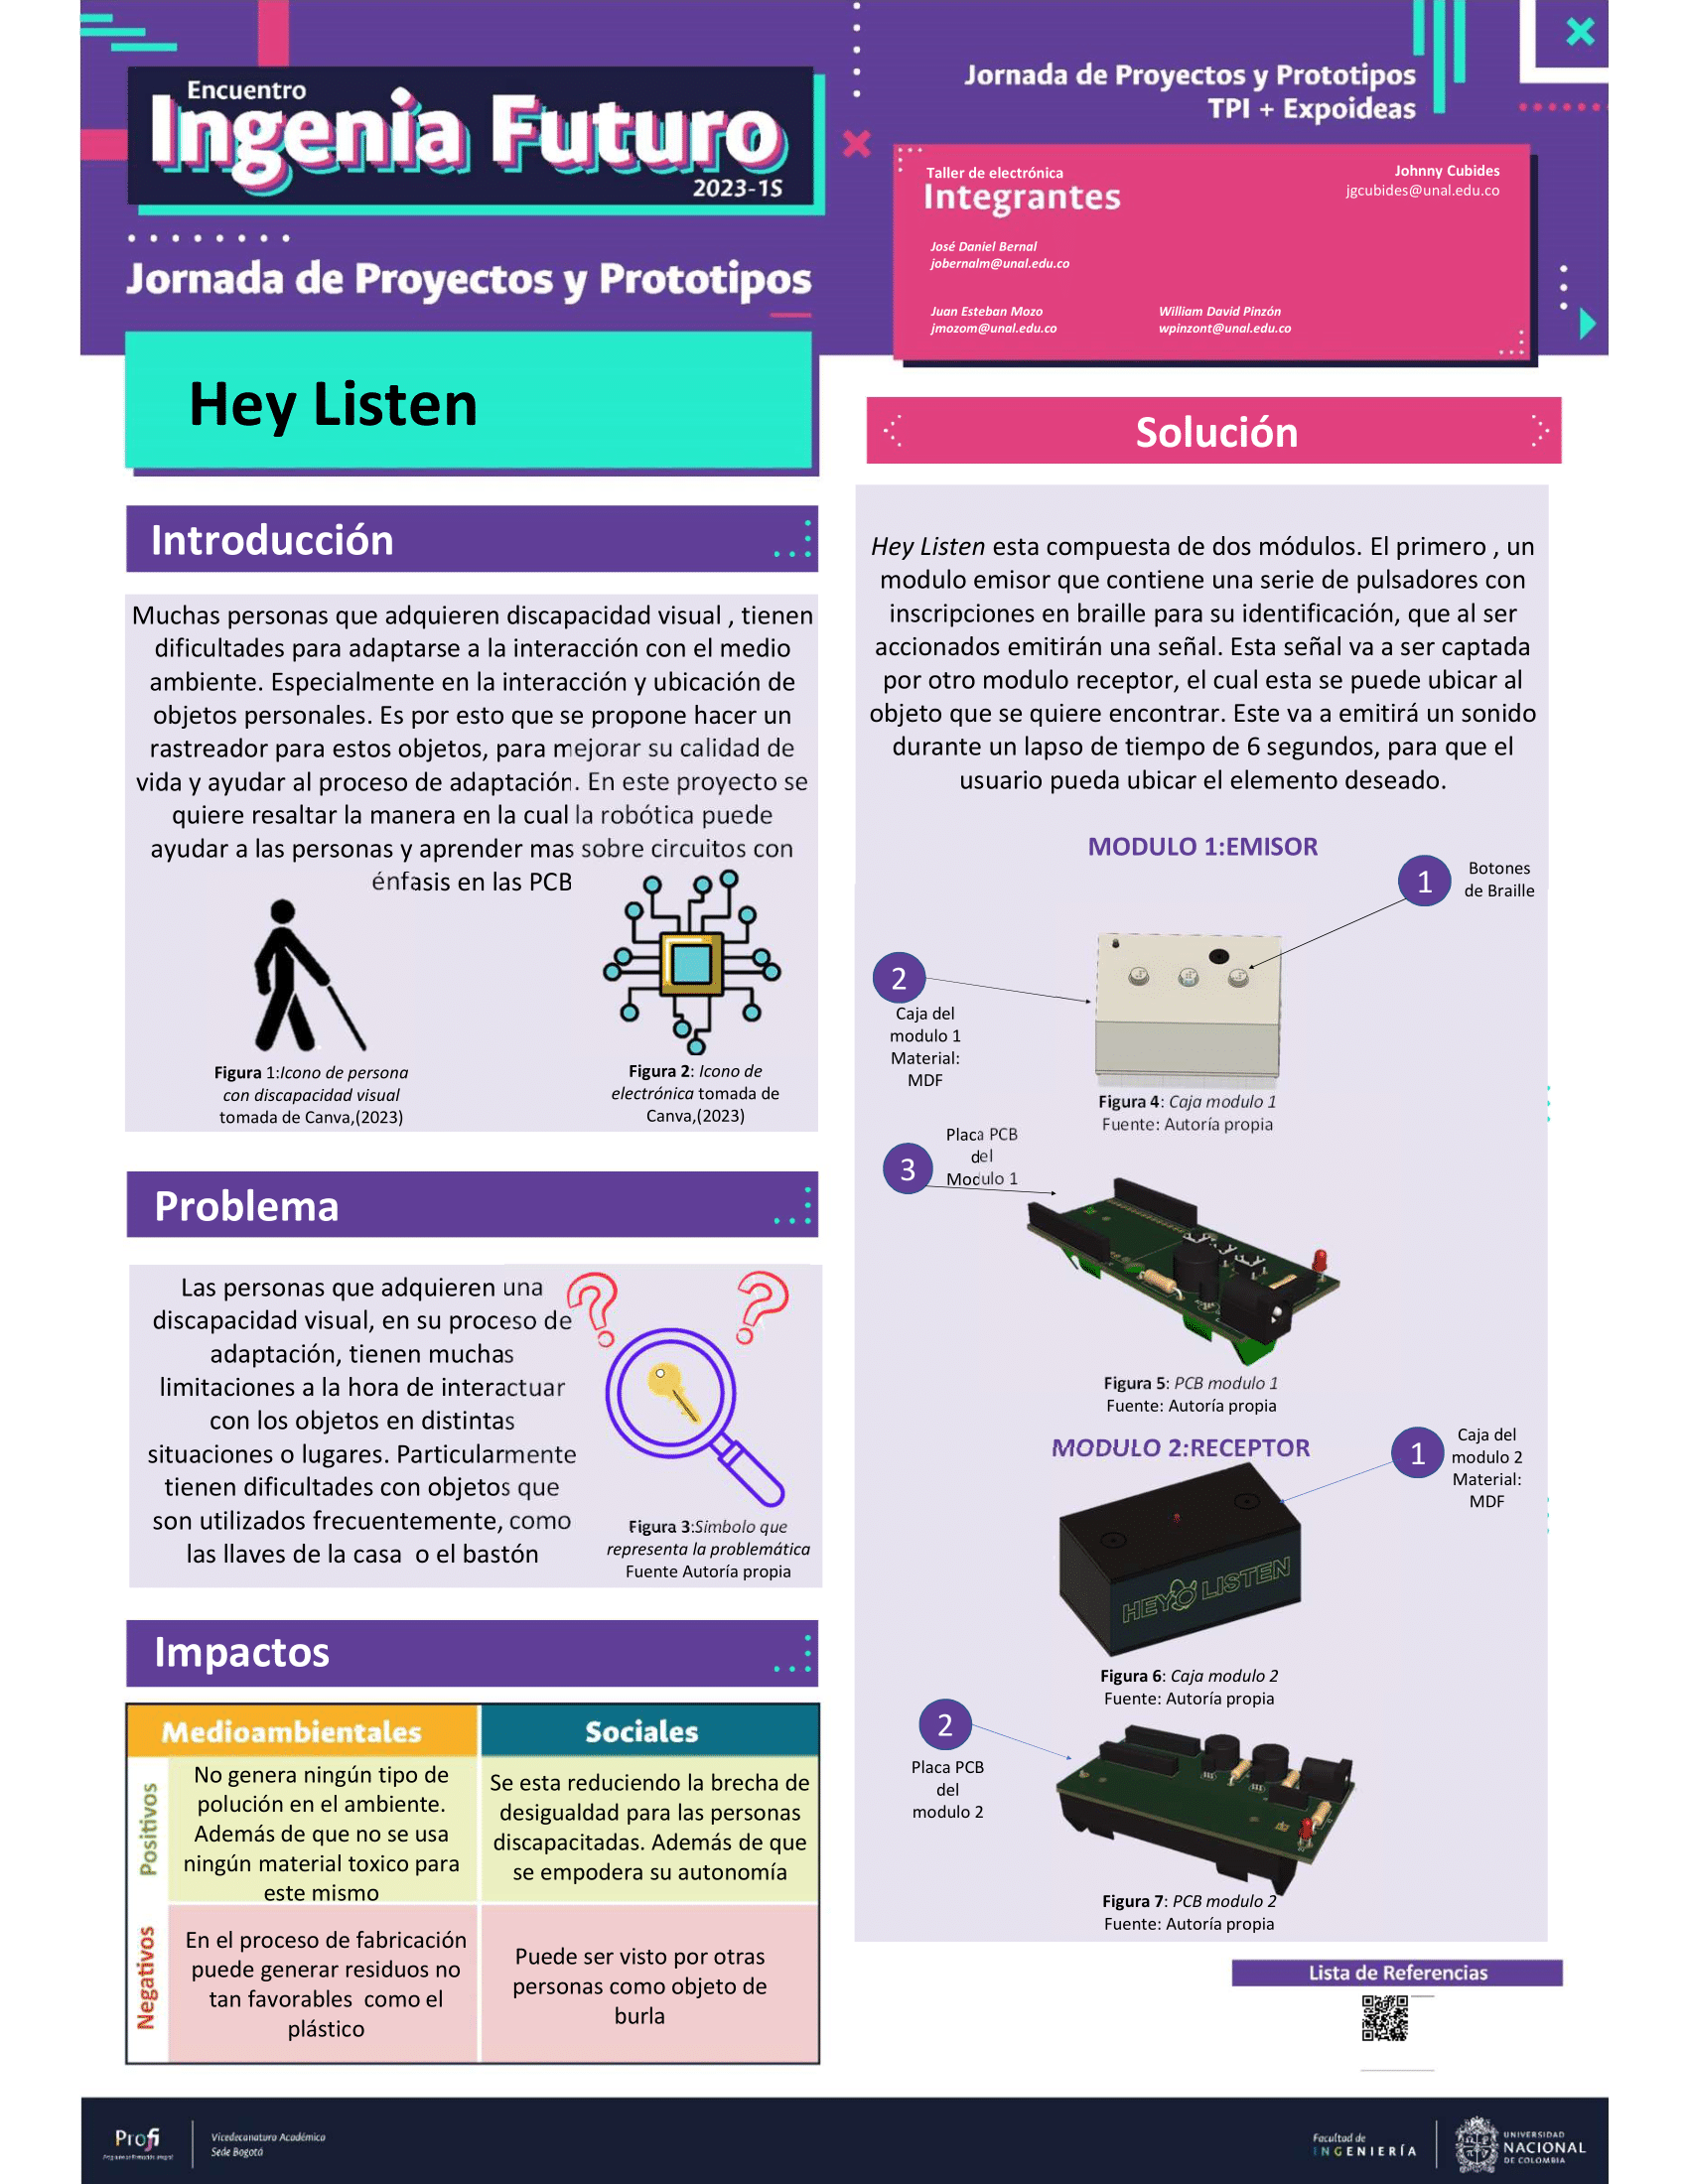 Encuentro
Ingenia Futuro
2023-1S
Jornada de Proyectos y Prototipos
Jornada de Proyectos y Prototipos
TPI + Expoideas
Taller de electrónica
Integrantes
Johnny Cubides
jgcubides@unal.edu.co
José Daniel Bernal
jobernalm@unal.edu.co
Juan Esteban Mozo
jmozom@unal.edu.co
William David Pinzón
wpinzont@unal.edu.co
Hey Listen
Introducción
Muchas personas que adquieren discapacidad visual , tienen
dificultades para adaptarse a la interacción con el medio
ambiente. Especialmente en la interacción y ubicación de
objetos personales. Es por esto que se propone hacer un
rastreador para estos objetos, para mejorar su calidad de
vida y ayudar al proceso de adaptación. En este proyecto se
quiere resaltar la manera en la cual la robótica puede
ayudar a las personas y aprender mas sobre circuitos con
énfasis en las PCB
Figura 1:Icono de persona
con discapacidad visual
tomada de Canva,(2023)
Figura 2: Icono de
electrónica tomada de
Canva,(2023)
Problema
Las personas que adquieren una
discapacidad visual, en su proceso de
adaptación, tienen muchas
limitaciones a la hora de interactuar
con los objetos en distintas
situaciones o lugares. Particularmente
tienen dificultades con objetos que
son utilizados frecuentemente, como
las llaves de la casa o el bastón
Figura 3:Simbolo que
representa la problemática
Fuente Autoría propia
Impactos
Medioambientales
Sociales
Positivos
No genera ningún tipo de
polución en el ambiente.
Además de que no se usa
ningún material toxico para
este mismo
Se esta reduciendo la brecha de
desigualdad para las personas
discapacitadas. Además de que
se empodera su autonomía
Negativos
En el proceso de fabricación
puede generar residuos no
tan favorables como el
plástico
Puede ser visto por otras
personas como objeto de
burla
Solución
Hey Listen esta compuesta de dos módulos. El primero , un
modulo emisor que contiene una serie de pulsadores con
inscripciones en braille para su identificación, que al ser
accionados emitirán una señal. Esta señal va a ser captada
por otro modulo receptor, el cual esta se puede ubicar al
objeto que se quiere encontrar. Este va a emitirá un sonido
durante un lapso de tiempo de 6 segundos, para que el
usuario pueda ubicar el elemento deseado.
MODULO 1:EMISOR
1
Botones
de Braille
2
Caja del
modulo 1
Material:
MDF
Figura 4: Caja modulo 1
Fuente: Autoría propia
3
Placa PCB
del
Modulo 1
Figura 5: PCB modulo 1
Fuente: Autoría propia
MODULO 2:RECEPTOR
1
Caja del
modulo 2
Material:
MDF
HEY LISTEN
Figura 6: Caja modulo 2
Fuente: Autoría propia
2
Placa PCB
del
modulo 2
Figura 7: PCB modulo 2
Fuente: Autoría propia
Lista de Referencias
Profi
Vicedecanatura Académica
Sede Bogotá
Facultad de
INGENIERÍA
UNIVERSIDAD
NACIONAL
DE COLOMBIA